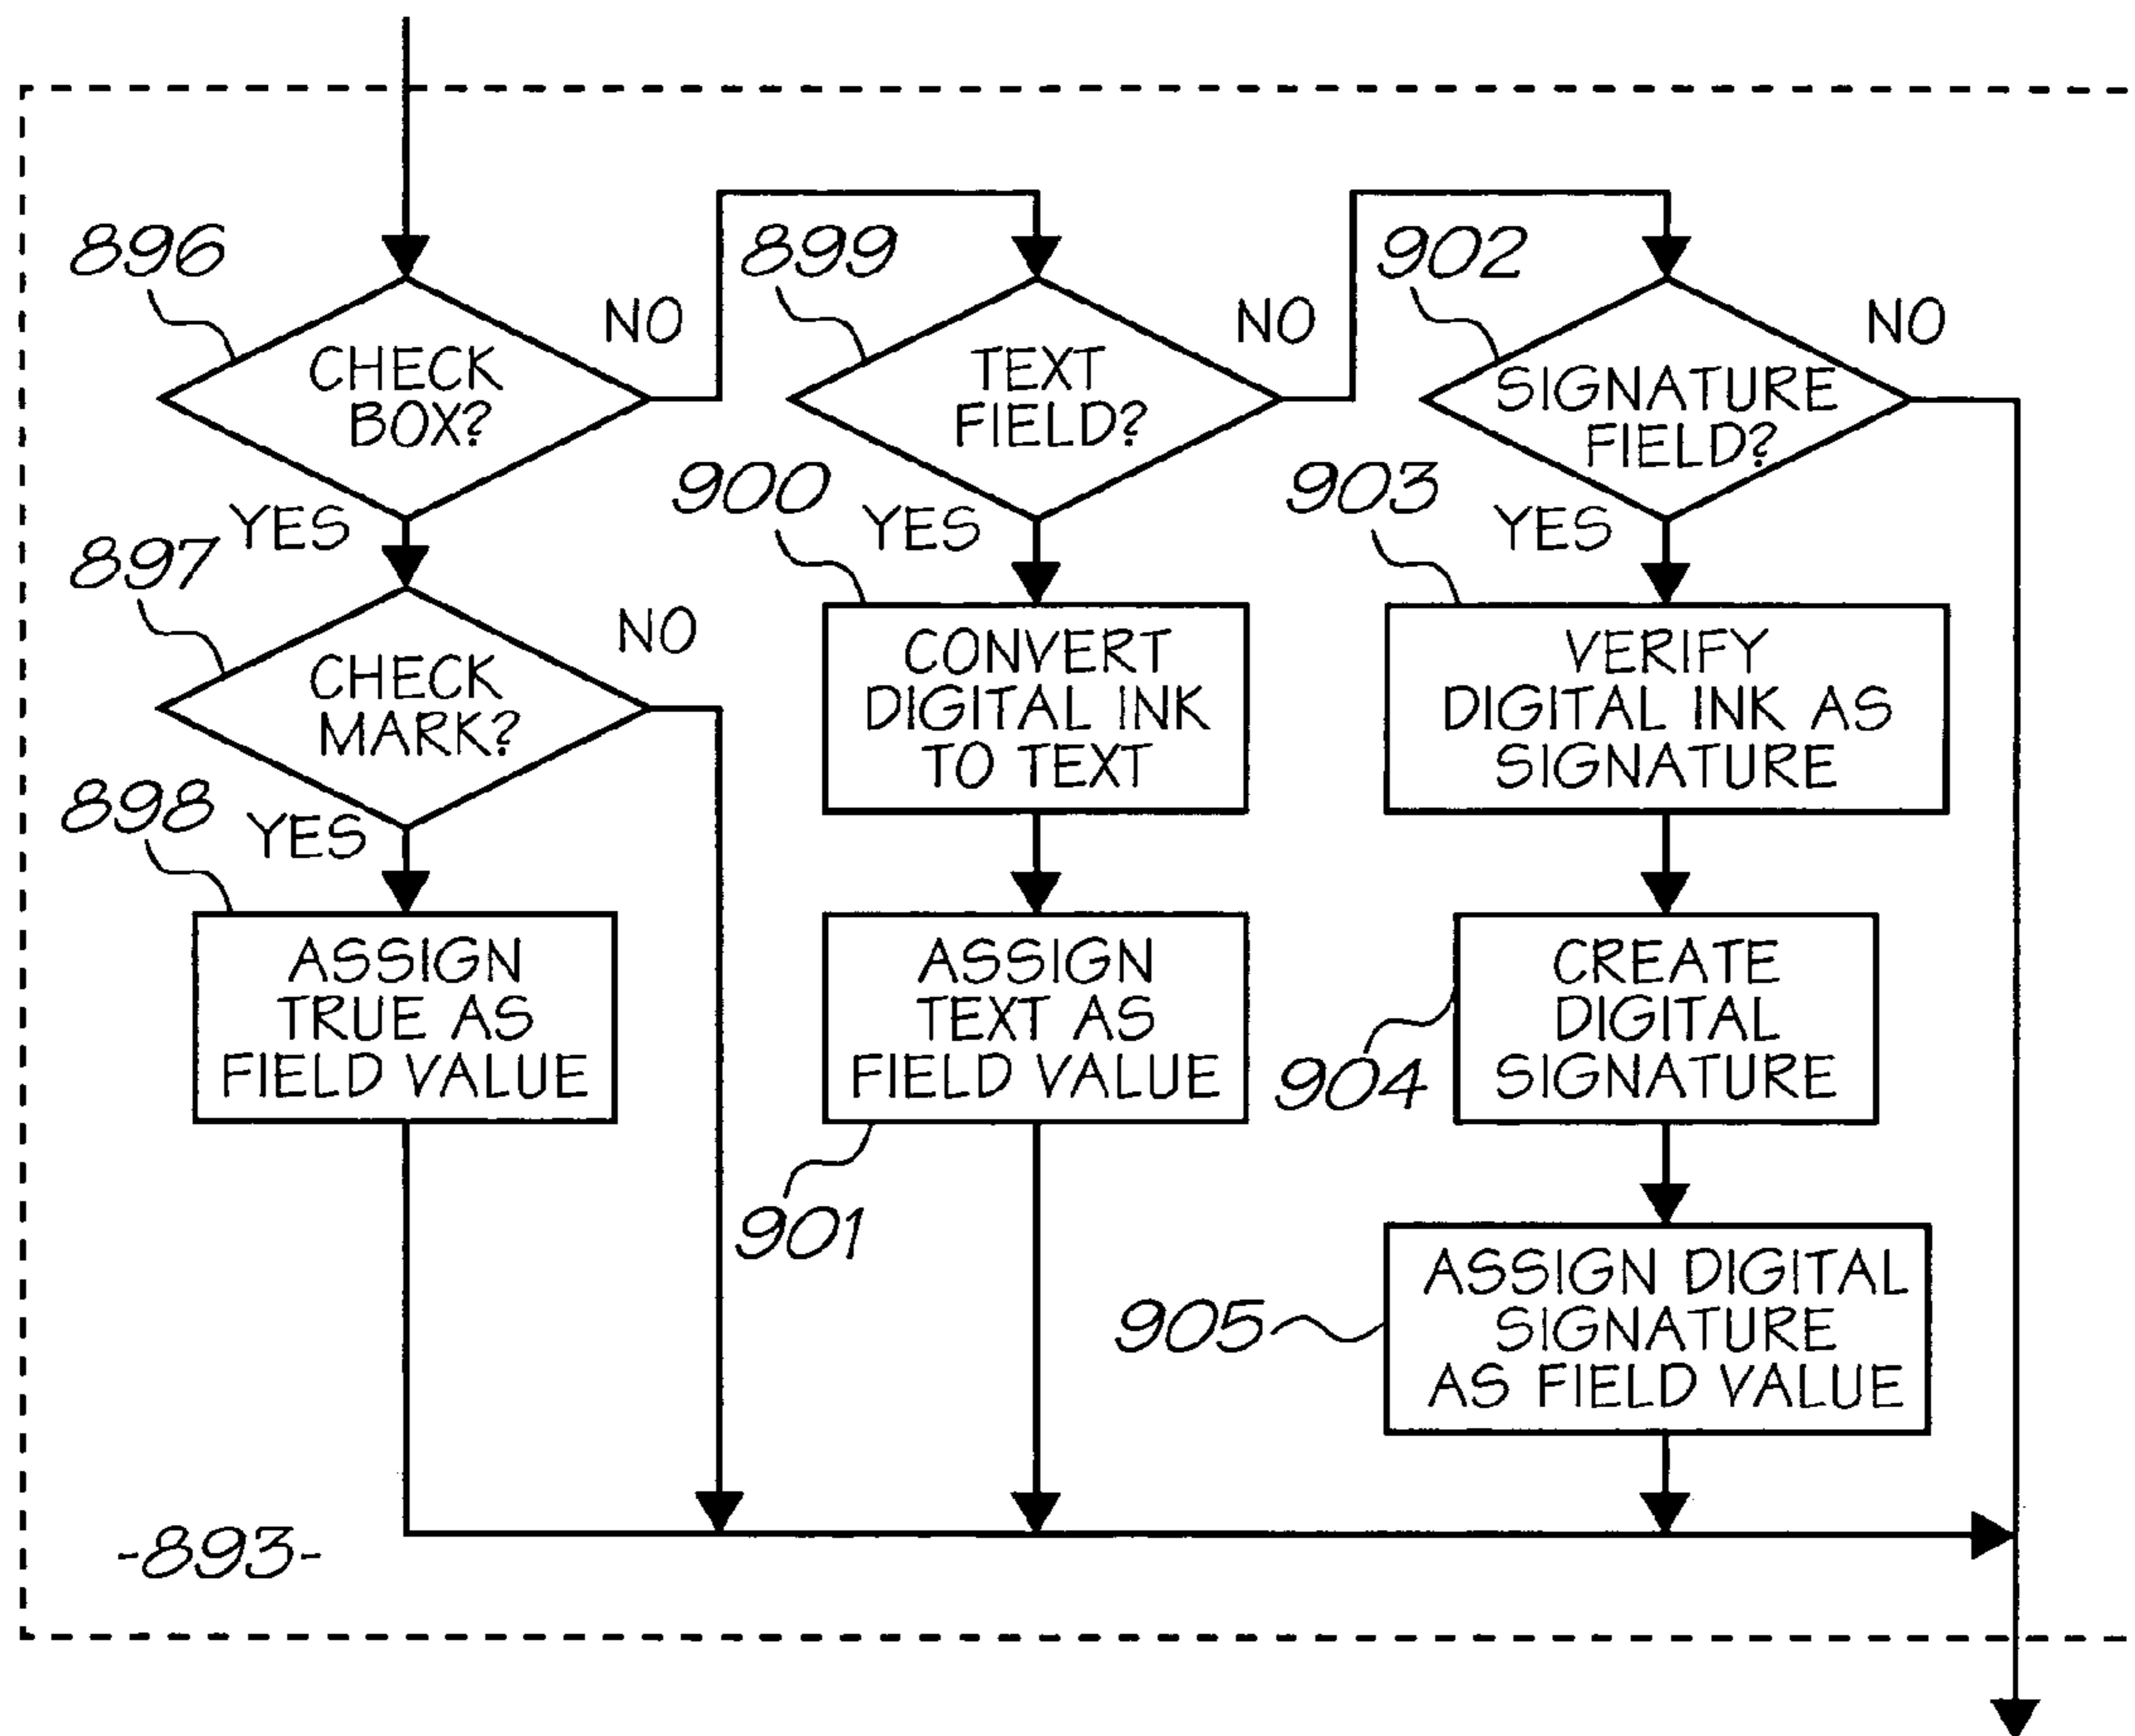 896
CHECK
BOX?
NO
YES
897
CHECK
MARK?
NO
YES
898
ASSIGN
TRUE AS
FIELD VALUE
899
TEXT
FIELD?
NO
YES
900
CONVERT
DIGITAL INK
TO TEXT
ASSIGN
TEXT AS
FIELD VALUE
901
902
SIGNATURE
FIELD?
NO
YES
903
VERIFY
DIGITAL INK AS
SIGNATURE
CREATE
DIGITAL
SIGNATURE
904
ASSIGN DIGITAL
SIGNATURE
AS FIELD VALUE
905
-893-